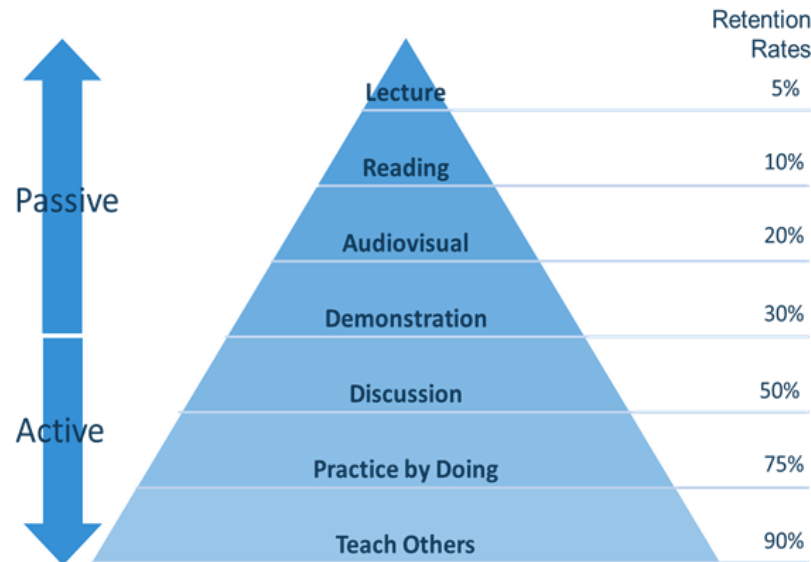 Retention
Rates
Lecture 5%
Reading 10%
Passive
Audiovisual 20%
Demonstration 30%
Discussion 50%
Active
Practice by Doing 75%
Teach Others 90%